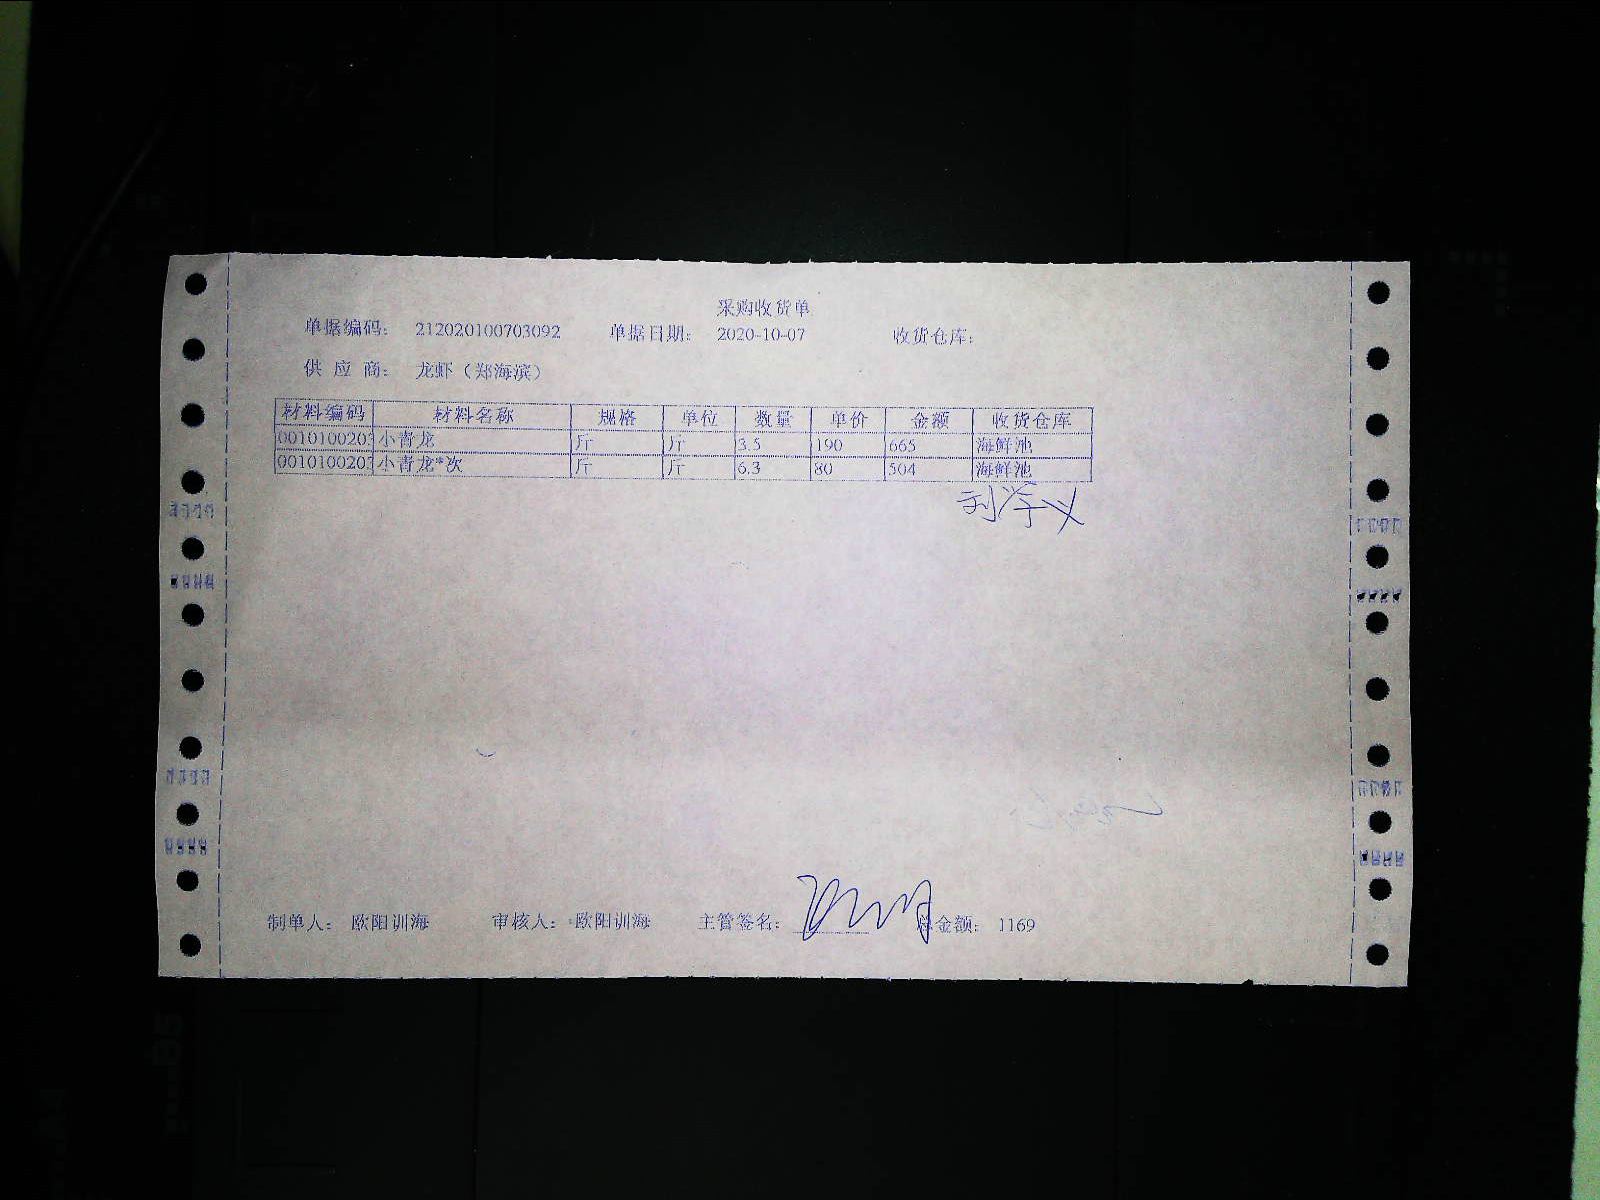 采购收货单
单据编码： 212020100703092 单据日期： 2020-10-07 收货仓库：
供 应 商： 龙虾（郑海滨）
材料编码 材料名称 规格 单位 数量 单价 金额 收货仓库
0010100203 小青龙 斤 斤 3.5 190 665 海鲜池
0010100203 小青龙*次 斤 斤 6.3 80 504 海鲜池
制单人： 欧阳训海 审核人： 欧阳训海 主管签名： 总金额： 1169